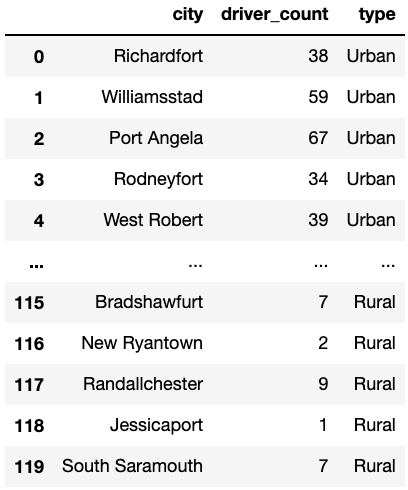 city driver_count type
0 Richardfort 38 Urban
1 Williamsstad 59 Urban
2 Port Angela 67 Urban
3 Rodneyfort 34 Urban
4 West Robert 39 Urban
... ... ... ...
115 Bradshawfurt 7 Rural
116 New Ryantown 2 Rural
117 Randallchester 9 Rural
118 Jessicaport 1 Rural
119 South Saramouth 7 Rural